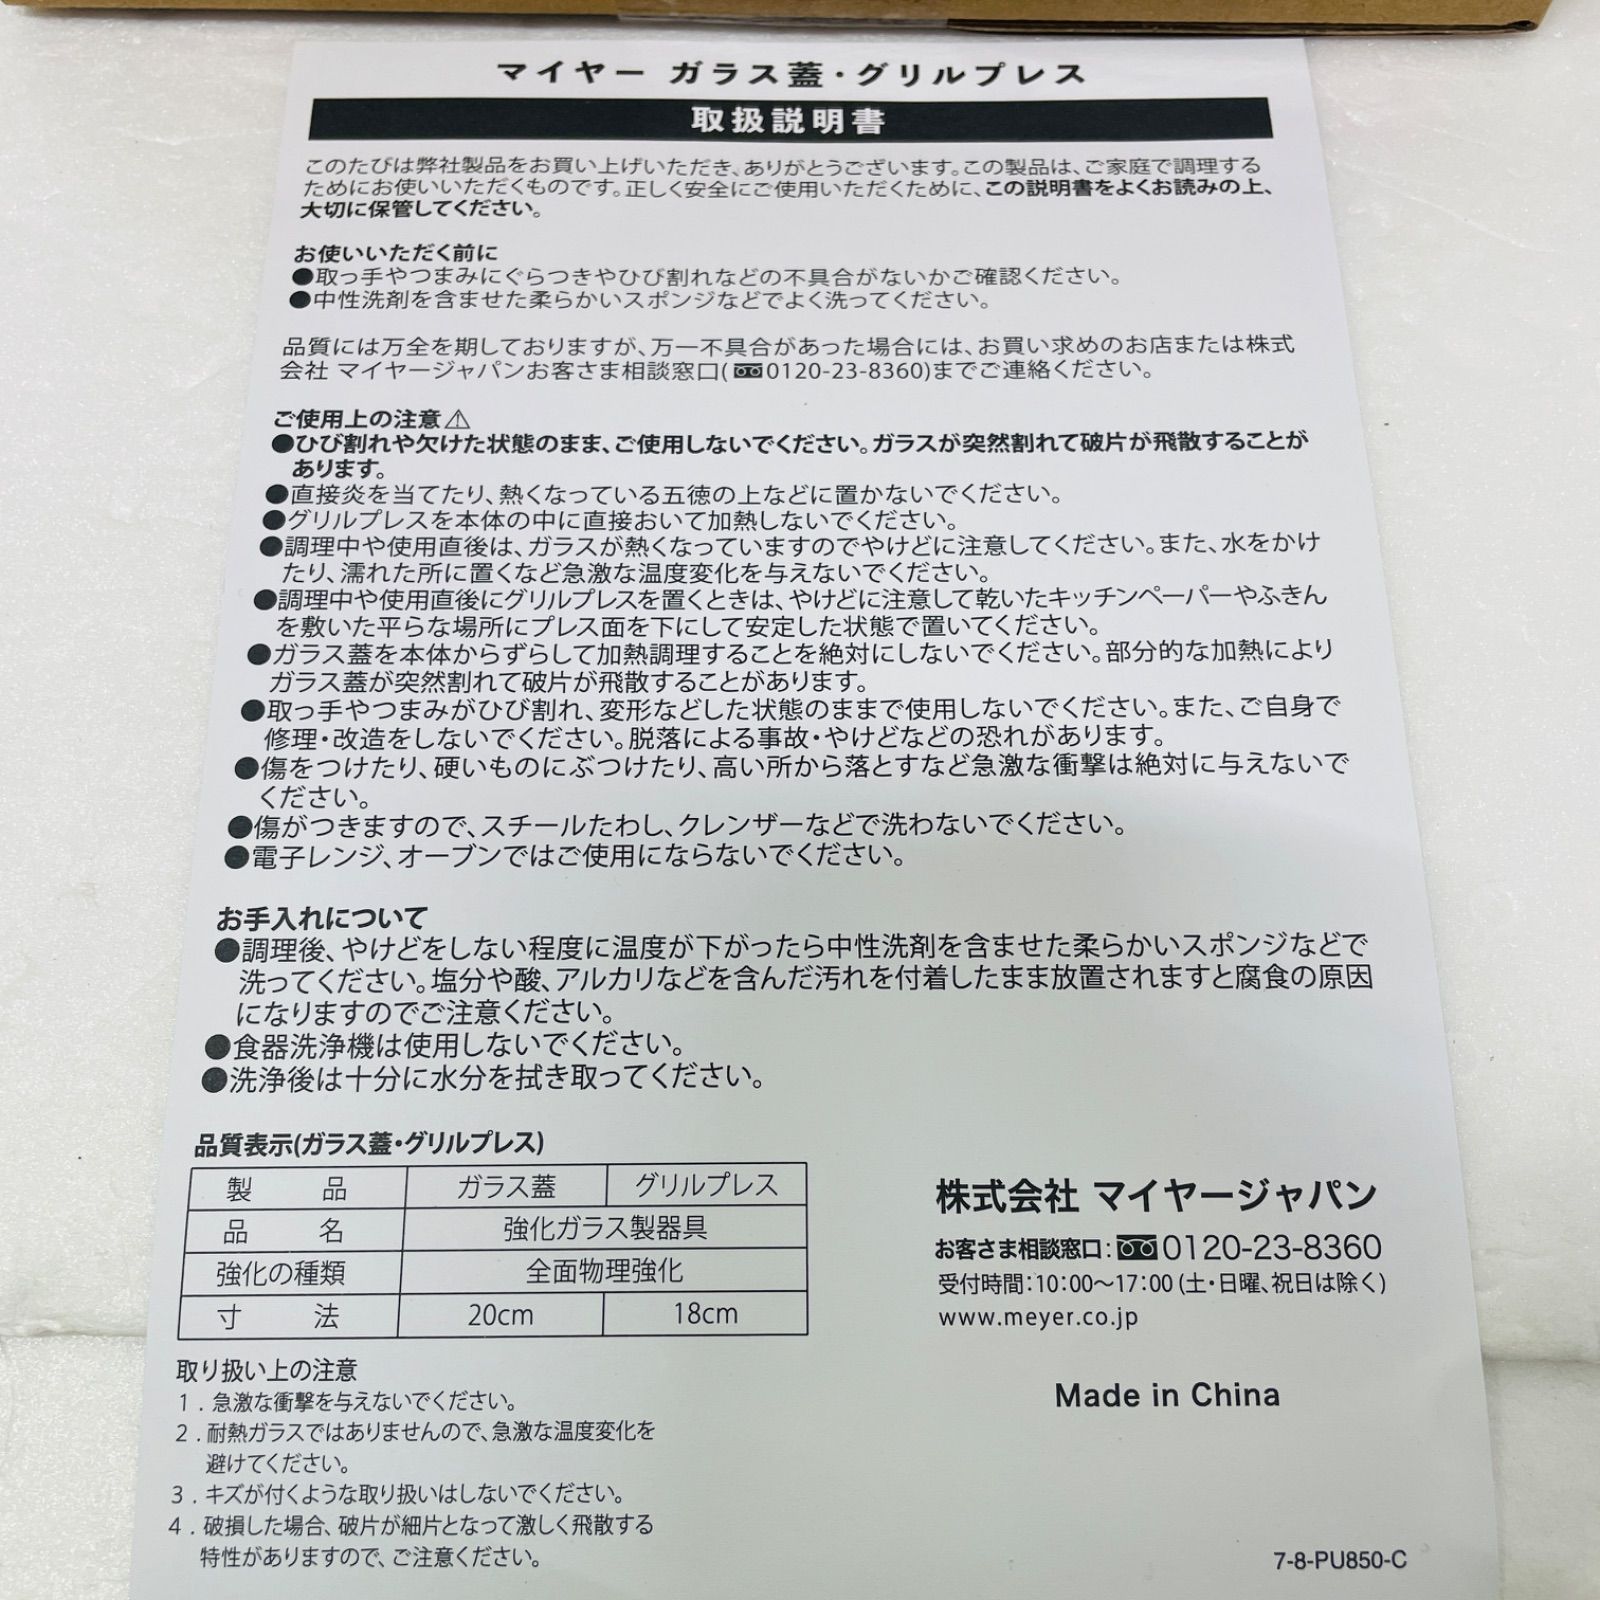 マイヤー ガラス蓋・グリルプレス
取扱説明書
このたびは弊社製品をお買い上げいただき、ありがとうございます。この製品は、ご家庭で調理する
ためにお使いいただくものです。正しく安全にご使用いただくために、この説明書をよくお読みの上、
大切に保管してください。
お使いいただく前に
●取っ手やつまみにぐらつきやひび割れなどの不具合がないかご確認ください。
●中性洗剤を含ませた柔らかいスポンジなどでよく洗ってください。
品質には万全を期しておりますが、万一不具合があった場合には、お買い求めのお店または株式
会社 マイヤージャパンお客さま相談窓口(0120-23-8360)までご連絡ください。
ご使用上の注意⚠
●ひび割れや欠けた状態のまま、ご使用しないでください。ガラスが突然割れて破片が飛散することが
あります。
●直接炎を当てたり、熱くなっている五徳の上などに置かないでください。
●グリルプレスを本体の中に直接おいて加熱しないでください。
●調理中や使用直後は、ガラスが熱くなっていますのでやけどに注意してください。また、水をかけ
たり、濡れた所に置くなど急激な温度変化を与えないでください。
●調理中や使用直後にグリルプレスを置くときは、やけどに注意して乾いたキッチンペーパーやふきん
を敷いた平らな場所にプレス面を下にして安定した状態で置いてください。
●ガラス蓋を本体からずらして加熱調理することを絶対にしないでください。部分的な加熱により
ガラス蓋が突然割れて破片が飛散することがあります。
●取っ手やつまみがひび割れ、変形などした状態のままで使用しないでください。また、ご自身で
修理・改造をしないでください。脱落による事故・やけどなどの恐れがあります。
●傷をつけたり、硬いものにぶつけたり、高い所から落とすなど急激な衝撃は絶対に与えないで
ください。
●傷がつきますので、スチールたわし、クレンザーなどで洗わないでください。
●電子レンジ、オーブンではご使用にならないでください。
お手入れについて
●調理後、やけどをしない程度に温度が下がったら中性洗剤を含ませた柔らかいスポンジなどで
洗ってください。塩分や酸、アルカリなどを含んだ汚れを付着したまま放置されますと腐食の原因
になりますのでご注意ください。
●食器洗浄機は使用しないでください。
●洗浄後は十分に水分を拭き取ってください。
品質表示(ガラス蓋・グリルプレス)
製 品 ガラス蓋 グリルプレス
品 名 強化ガラス製器具
強化の種類 全面物理強化
寸 法 20cm 18cm
取り扱い上の注意
1．急激な衝撃を与えないでください。
2．耐熱ガラスではありませんので、急激な温度変化を
避けてください。
3．キズが付くような取り扱いはしないでください。
4．破損した場合、破片が細片となって激しく飛散する
特性がありますので、ご注意ください。
株式会社 マイヤージャパン
お客さま相談窓口：0120-23-8360
受付時間：10：00～17：00 (土・日曜、祝日は除く)
www.meyer.co.jp
Made in China
7-8-PU850-C